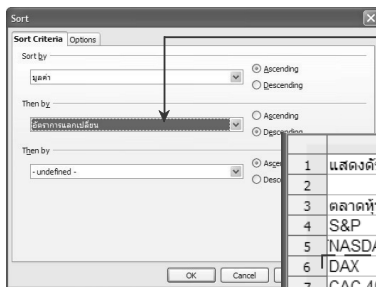 Sort
Sort Criteria Options
Sort by
มูลค่า
Ascending
Descending
Then by
อัตราการแลกเปลี่ยน
Ascending
Descending
Then by
- undefined -
OK Cancel
1
2
3
4 S&P
5
6 DAX
7